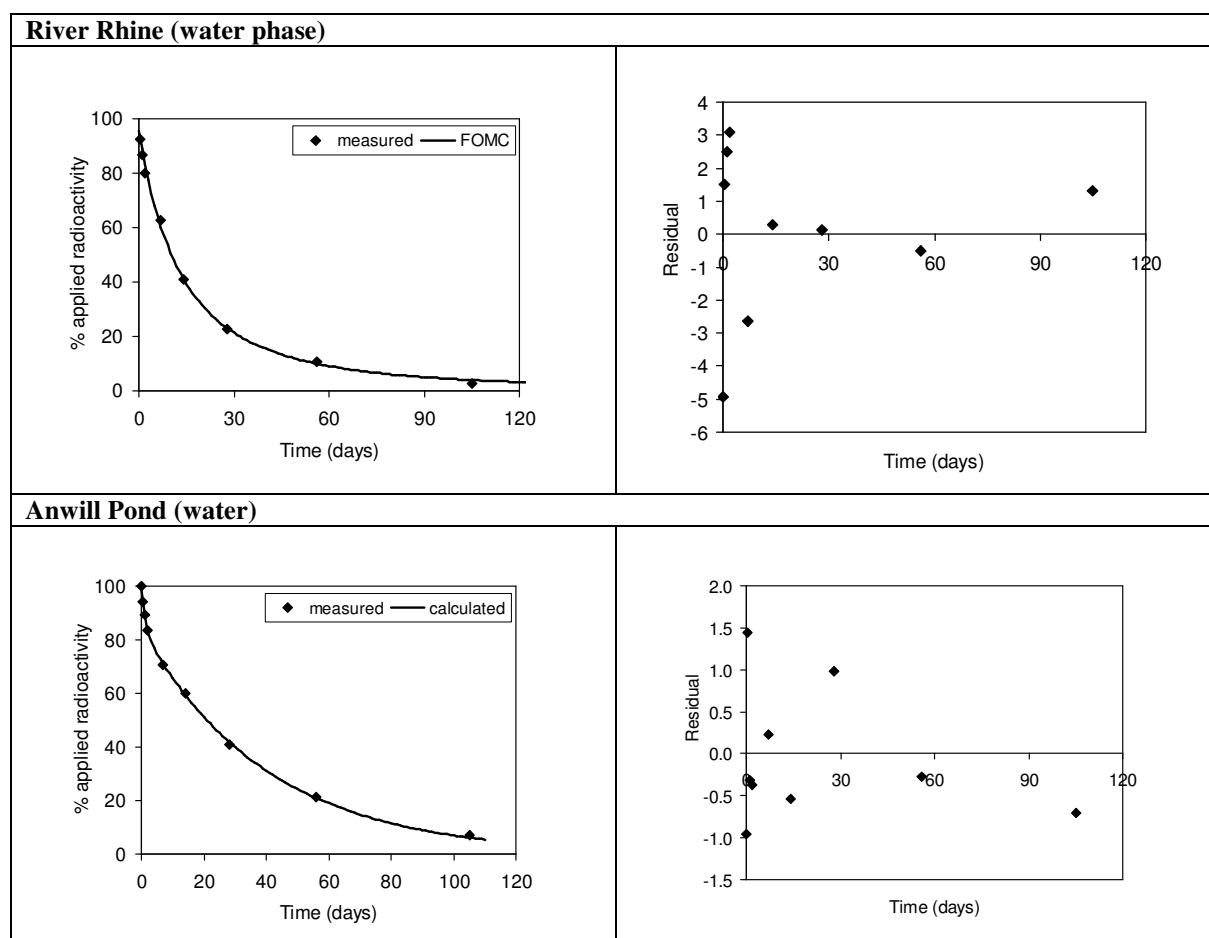 River Rhine (water phase)
100
80
60
40
20
0
% applied radioactivity
measured FOMC
0 30 60 90 120
Time (days)
4
3
2
1
0
-1
-2
-3
-4
-5
-6
Residual
0 30 60 90 120
Time (days)
Anwill Pond (water)
100
80
60
40
20
0
% applied radioactivity
measured calculated
0 20 40 60 80 100 120
Time (days)
2.0
1.5
1.0
0.5
0.0
-0.5
-1.0
-1.5
Residual
0 30 60 90 120
Time (days)